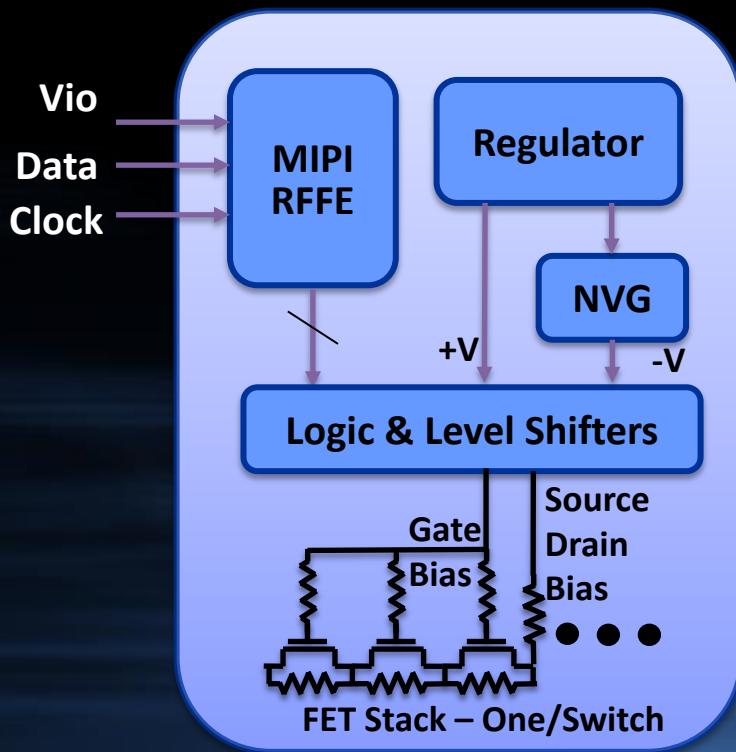 Vio
Data
Clock
MIPI
RFFE
Regulator
NVG
+V
-V
Logic & Level Shifters
Gate
Bias
Source
Drain
Bias
FET Stack – One/Switch